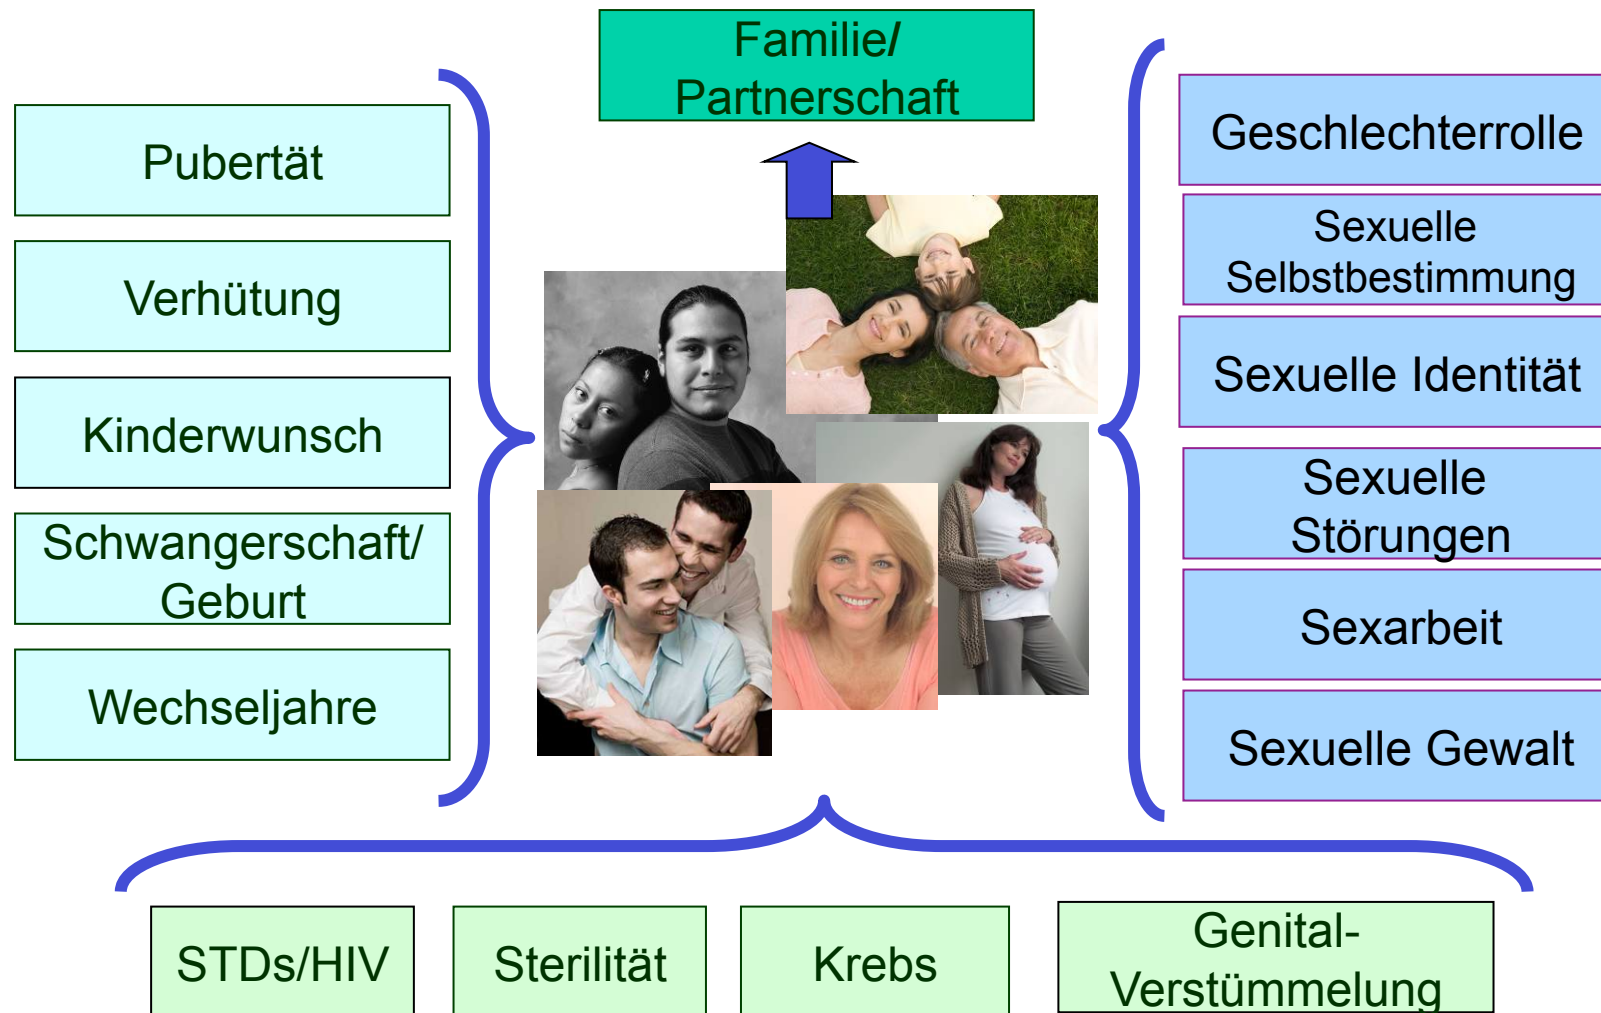 Familie/
Partnerschaft
Pubertät
Verhütung
Kinderwunsch
Schwangerschaft/
Geburt
Wechseljahre
Geschlechterrolle
Sexuelle
Selbstbestimmung
Sexuelle Identität
Sexuelle
Störungen
Sexarbeit
Sexuelle Gewalt
STDs/HIV
Sterilität
Krebs
Genital-
Verstümmelung